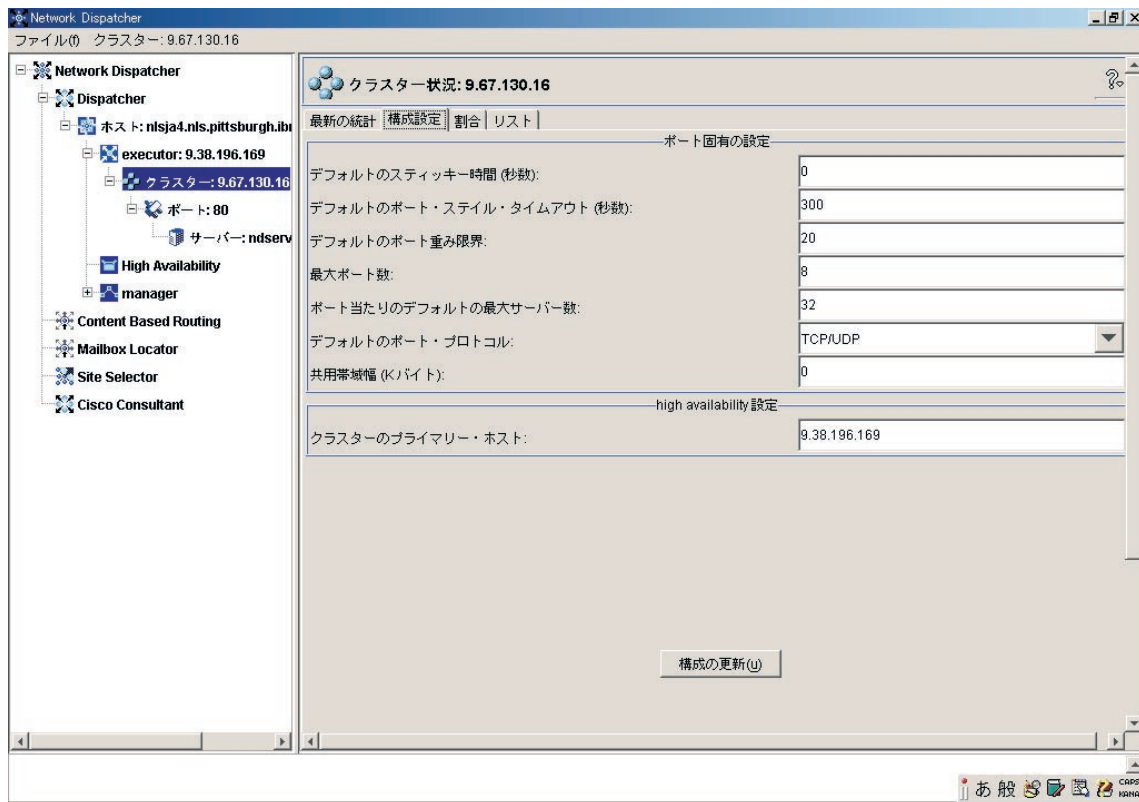 Network Dispatcher
ファイル(f) クラスター: 9.67.130.16
Network Dispatcher
Dispatcher
ホスト: nlsja4.nls.pittsburgh.ib
executor: 9.38.196.169
クラスター: 9.67.130.16
ポート: 80
サーバー: ndserv
High Availability
manager
Content Based Routing
Mailbox Locator
Site Selector
Cisco Consultant
クラスター状況: 9.67.130.16
最新の統計 構成設定 割合 リスト
ポート固有の設定
デフォルトのスティッキー時間 (秒数): 0
デフォルトのポート・ステイル・タイムアウト (秒数): 300
デフォルトのポート重み限界: 20
最大ポート数: 8
ポート当たりのデフォルトの最大サーバー数: 32
デフォルトのポート・プロトコル: TCP/UDP
共用帯域幅 (K バイト): 0
high availability 設定
クラスターのプライマリー・ホスト: 9.38.196.169
構成の更新(u)
あ 般 CAPS
KANA